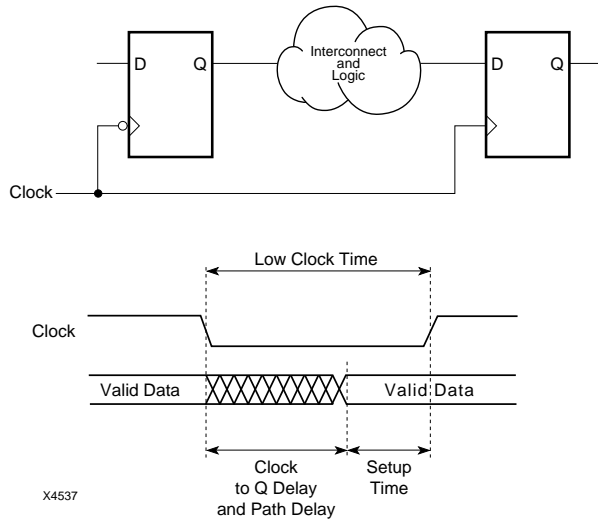 D Q
Interconnect
and
Logic
D Q
Clock
Low Clock Time
Clock
Valid Data
Valid Data
Clock
to Q Delay
and Path Delay
Setup
Time
X4537